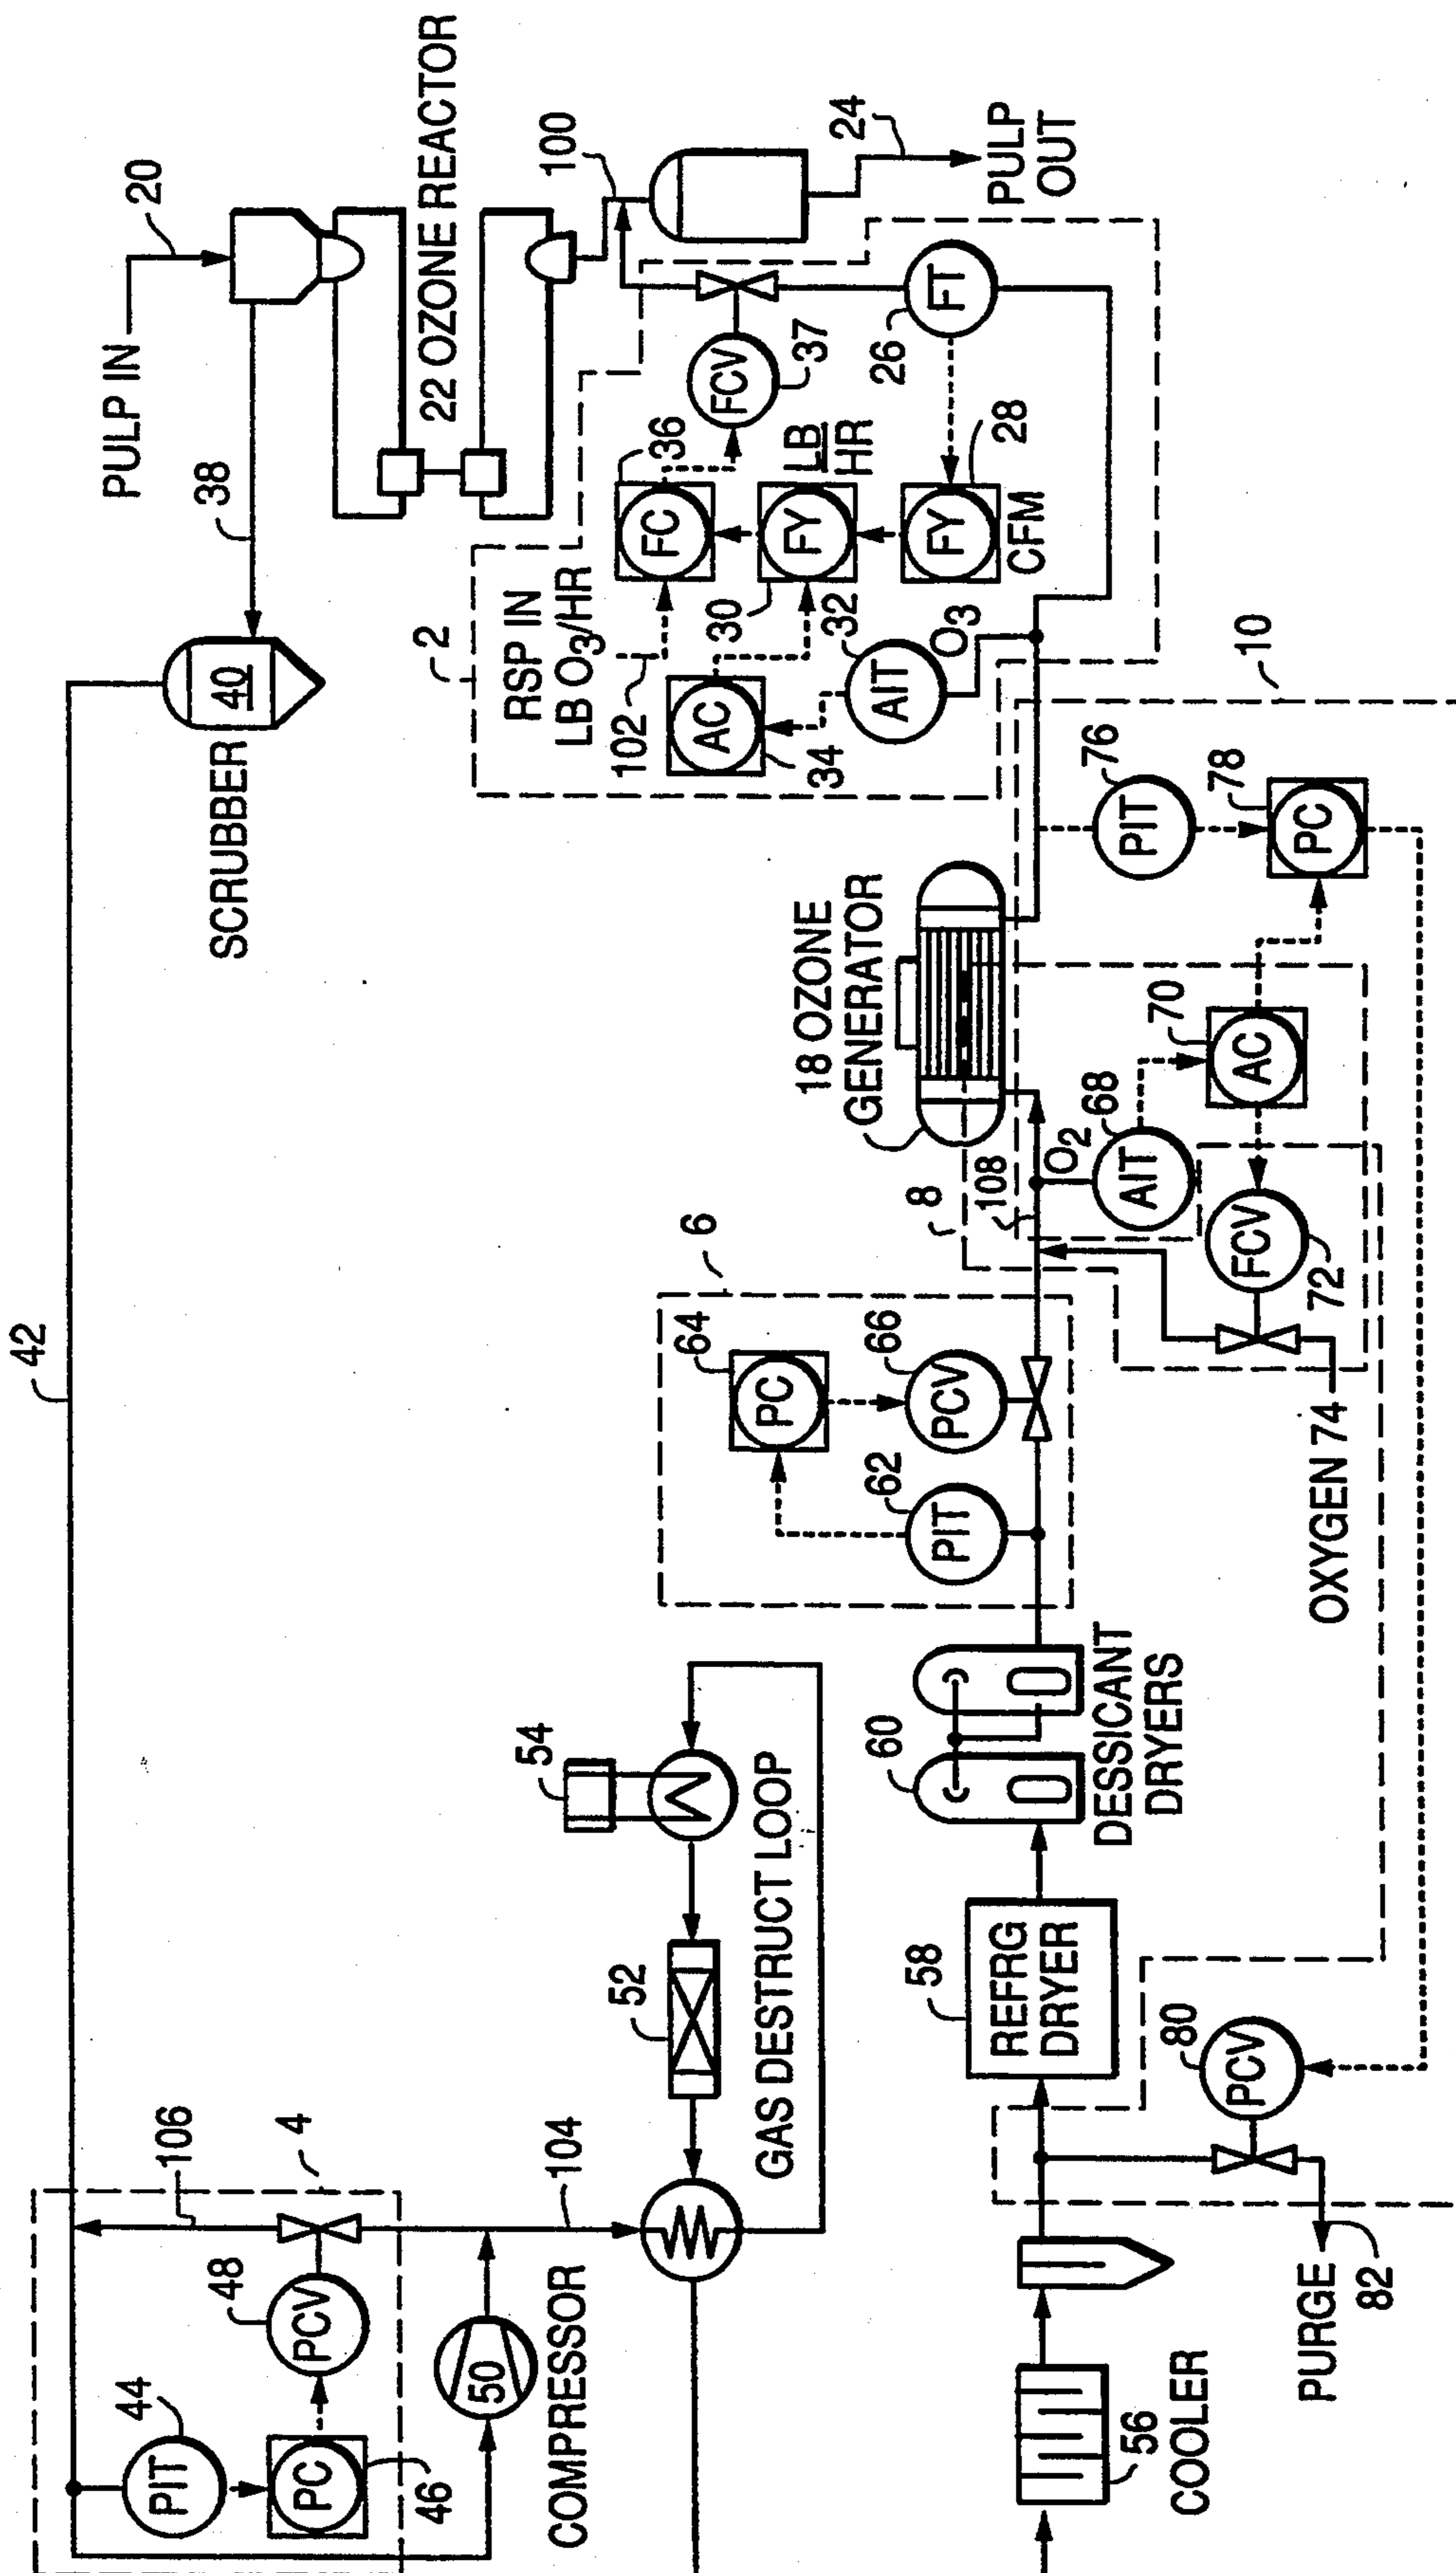 42
38
40
SCRUBBER
PULP IN
20
22 OZONE REACTOR
100
24
PULP
OUT
2
RSP IN
LB O3/HR
102
FC
36
FCV
37
FY
30
LB
HR
FY
28
CFM
FT
26
AC
34
AIT
32
O3
10
44
PIT
PC
46
48
PCV
4
106
50
COMPRESSOR
104
52
54
GAS DESTRUCT LOOP
6
64
PC
66
PCV
62
PIT
18 OZONE
GENERATOR
8
108
O2
AIT
68
70
AC
FCV
72
OXYGEN 74
PIT
76
78
PC
56
COOLER
58
REFRG
DRYER
60
DESSICANT
DRYERS
80
PCV
PURGE
82